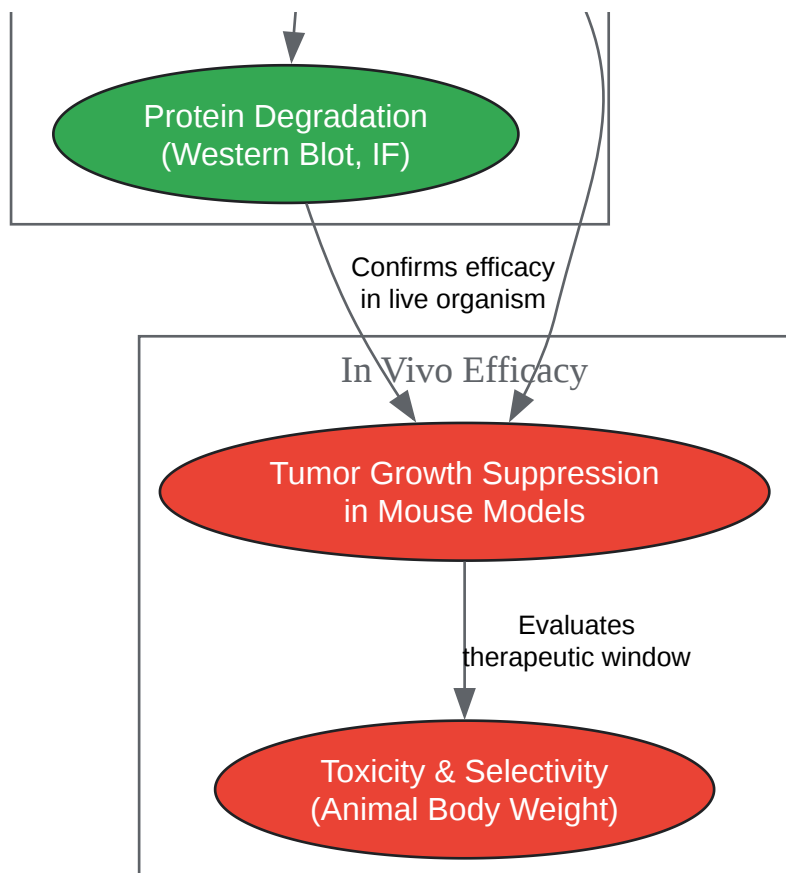 Protein Degradation
(Western Blot, IF)
Confirms efficacy
in live organism
In Vivo Efficacy
Tumor Growth Suppression
in Mouse Models
Evaluates
therapeutic window
Toxicity & Selectivity
(Animal Body Weight)